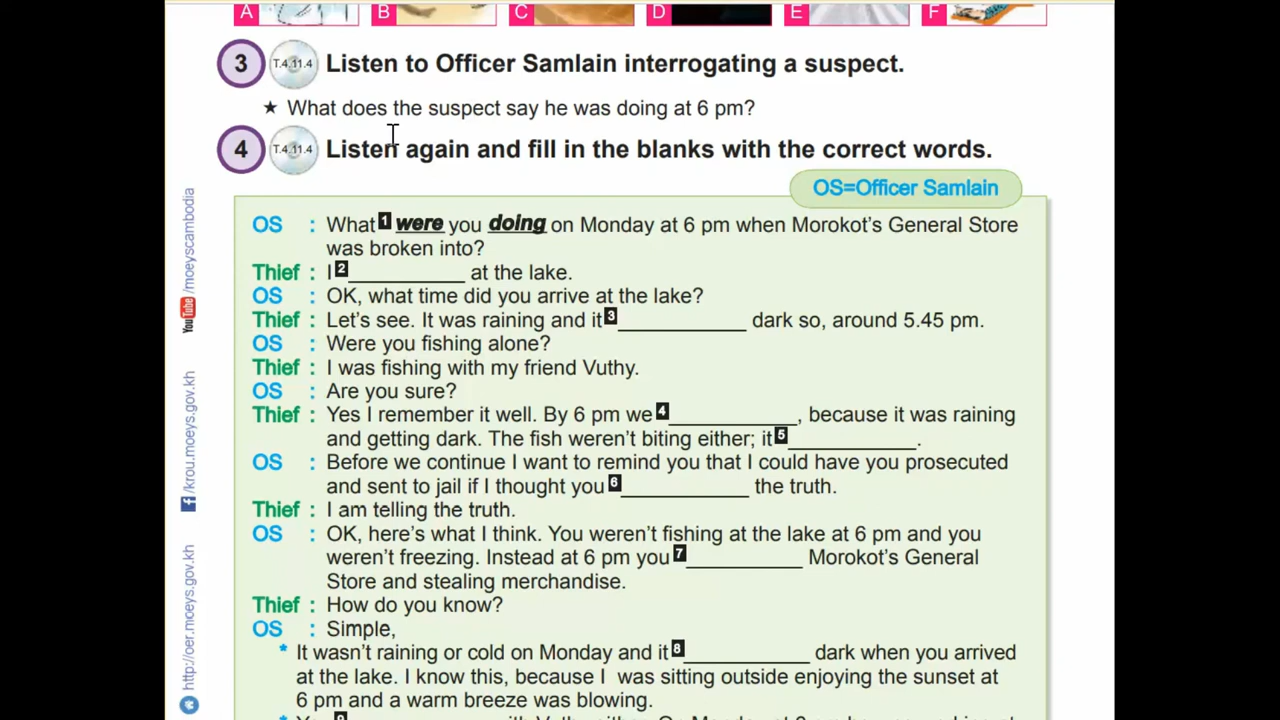 A B C D E F
3 T.4.11.4 Listen to Officer Samlain interrogating a suspect.
★ What does the suspect say he was doing at 6 pm?
4 T.4.11.4 Listen again and fill in the blanks with the correct words.
OS=Officer Samlain
OS : What 1 were you doing on Monday at 6 pm when Morokot's General Store
was broken into?
Thief : I 2 __________ at the lake.
OS : OK, what time did you arrive at the lake?
Thief : Let's see. It was raining and it 3 ___________ dark so, around 5.45 pm.
OS : Were you fishing alone?
Thief : I was fishing with my friend Vuthy.
OS : Are you sure?
Thief : Yes I remember it well. By 6 pm we 4 ___________, because it was raining
and getting dark. The fish weren't biting either; it 5 ___________.
OS : Before we continue I want to remind you that I could have you prosecuted
and sent to jail if I thought you 6 ___________ the truth.
Thief : I am telling the truth.
OS : OK, here's what I think. You weren't fishing at the lake at 6 pm and you
weren't freezing. Instead at 6 pm you 7 __________ Morokot's General
Store and stealing merchandise.
Thief : How do you know?
OS : Simple,
* It wasn't raining or cold on Monday and it 8 ___________ dark when you arrived
at the lake. I know this, because I was sitting outside enjoying the sunset at
6 pm and a warm breeze was blowing.
YouTube /moeyscambodia
f /krou.moeys.gov.kh
http://oer.moeys.gov.kh